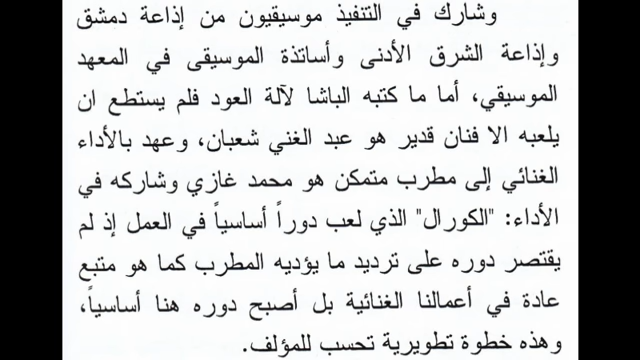 وشارك في التنفيذ موسيقيون من إذاعة دمشق
وإذاعة الشرق الأدنى وأساتذة الموسيقى في المعهد
الموسيقي، أما ما كتبه الباشا لآلة العود فلم يستطع ان
يلعبه الا فنان قدير هو عبد الغني شعبان، وعهد بالأداء
الغنائي إلى مطرب متمكن هو محمد غازي وشاركه في
الأداء: "الكورال" الذي لعب دوراً أساسياً في العمل إذ لم
يقتصر دوره على ترديد ما يؤديه المطرب كما هو متبع
عادة في أعمالنا الغنائية بل أصبح دوره هنا أساسياً،
وهذه خطوة تطويرية تحسب للمؤلف.